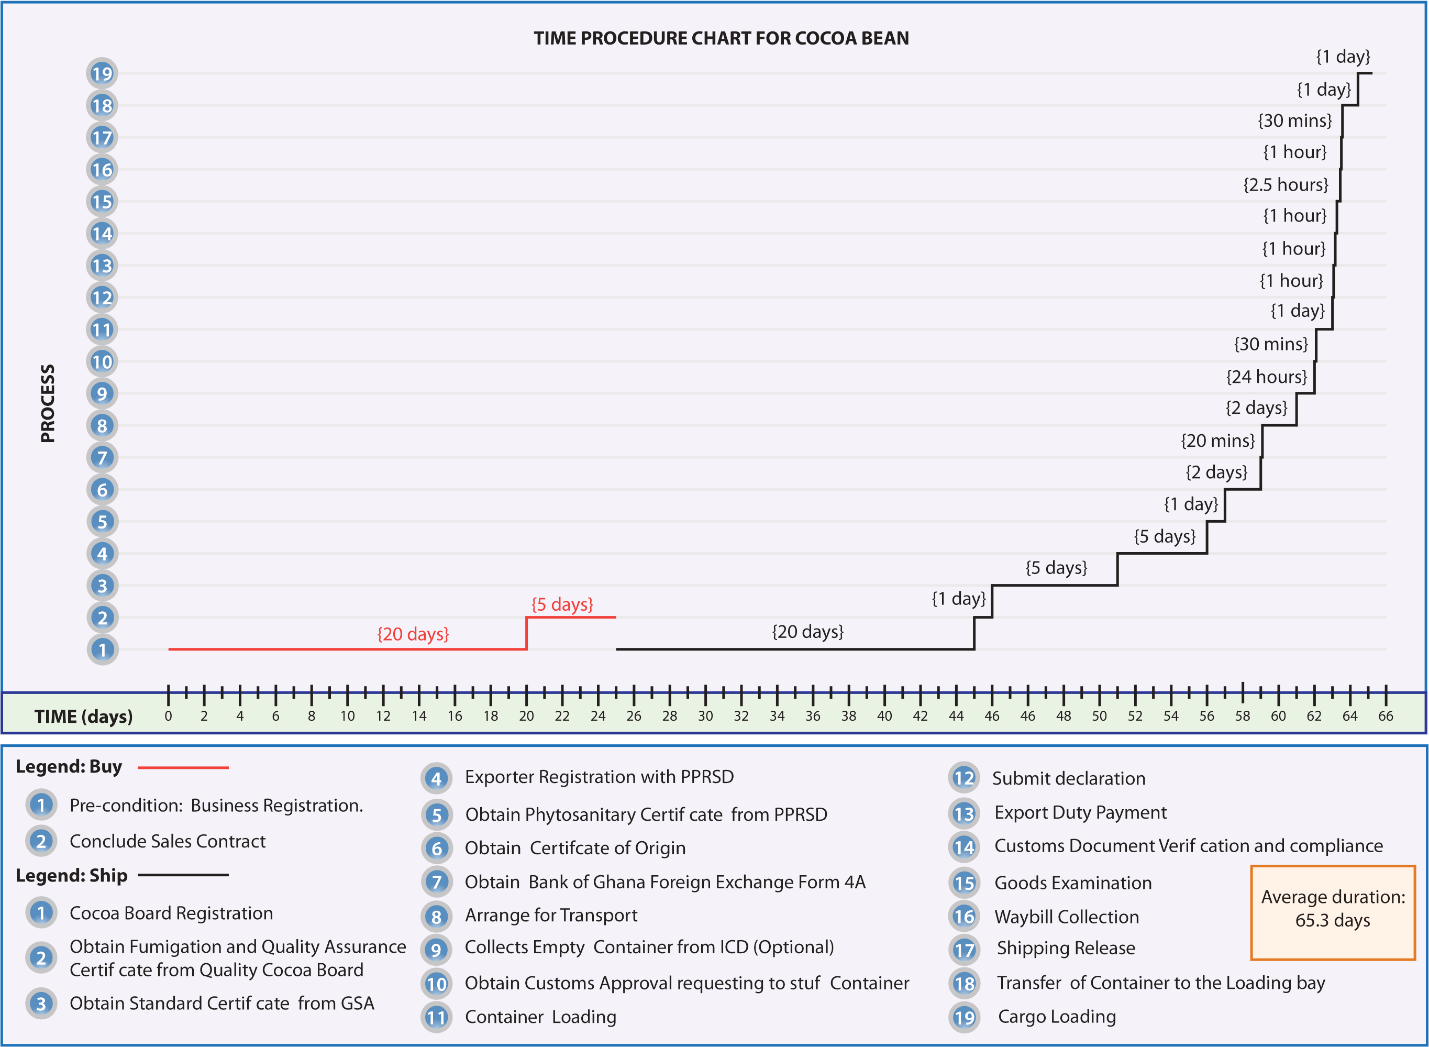 TIME PROCEDURE CHART FOR COCOA BEAN
{1 day}
19
{1 day}
18
{30 mins}
17
{1 hour}
16
{2.5 hours}
15
{1 hour}
14
{1 hour}
13
{1 hour}
12
{1 day}
11
{30 mins}
10
{24 hours}
9
{2 days}
8
{20 mins}
7
{2 days}
6
{1 day}
5
{5 days}
4
{5 days}
3
{1 day}
2
{5 days}
{20 days}
{20 days}
1
PROCESS
TIME (days) 0 2 4 6 8 10 12 14 16 18 20 22 24 26 28 30 32 34 36 38 40 42 44 46 46 48 50 52 54 56 58 60 62 64 66
Legend: Buy
1 Pre-condition: Business Registration.
2 Conclude Sales Contract
Legend: Ship
1 Cocoa Board Registration
2 Obtain Fumigation and Quality Assurance
Certif cate from Quality Cocoa Board
3 Obtain Standard Certif cate from GSA
4 Exporter Registration with PPRSD
5 Obtain Phytosanitary Certif cate from PPRSD
6 Obtain Certifcate of Origin
7 Obtain Bank of Ghana Foreign Exchange Form 4A
8 Arrange for Transport
9 Collects Empty Container from ICD (Optional)
10 Obtain Customs Approval requesting to stuf Container
11 Container Loading
12 Submit declaration
13 Export Duty Payment
14 Customs Document Verif cation and compliance
15 Goods Examination
16 Waybill Collection
17 Shipping Release
18 Transfer of Container to the Loading bay
19 Cargo Loading
Average duration:
65.3 days